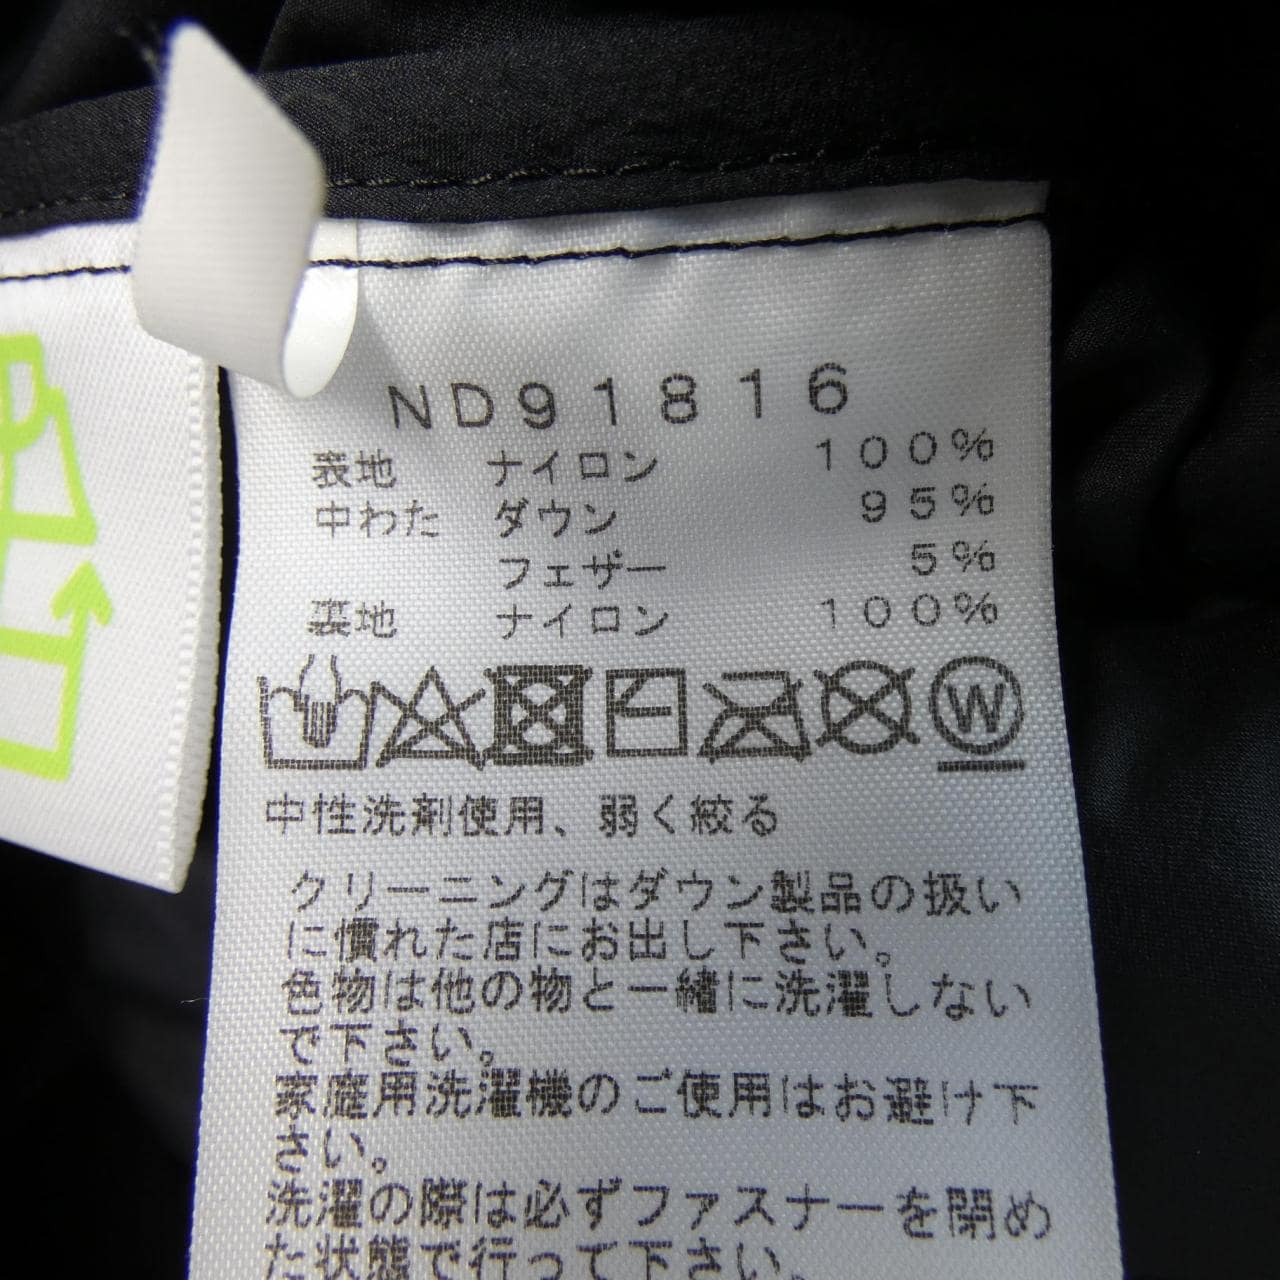 ND91816
表地 ナイロン 100%
中わた ダウン 95%
フェザー 5%
裏地 ナイロン 100%
W
中性洗剤使用、弱く絞る
クリーニングはダウン製品の扱い
に慣れた店にお出し下さい。
色物は他の物と一緒に洗濯しない
で下さい。
家庭用洗濯機のご使用はお避け下
さい。
洗濯の際は必ずファスナーを閉め
た状態で行って下さい。